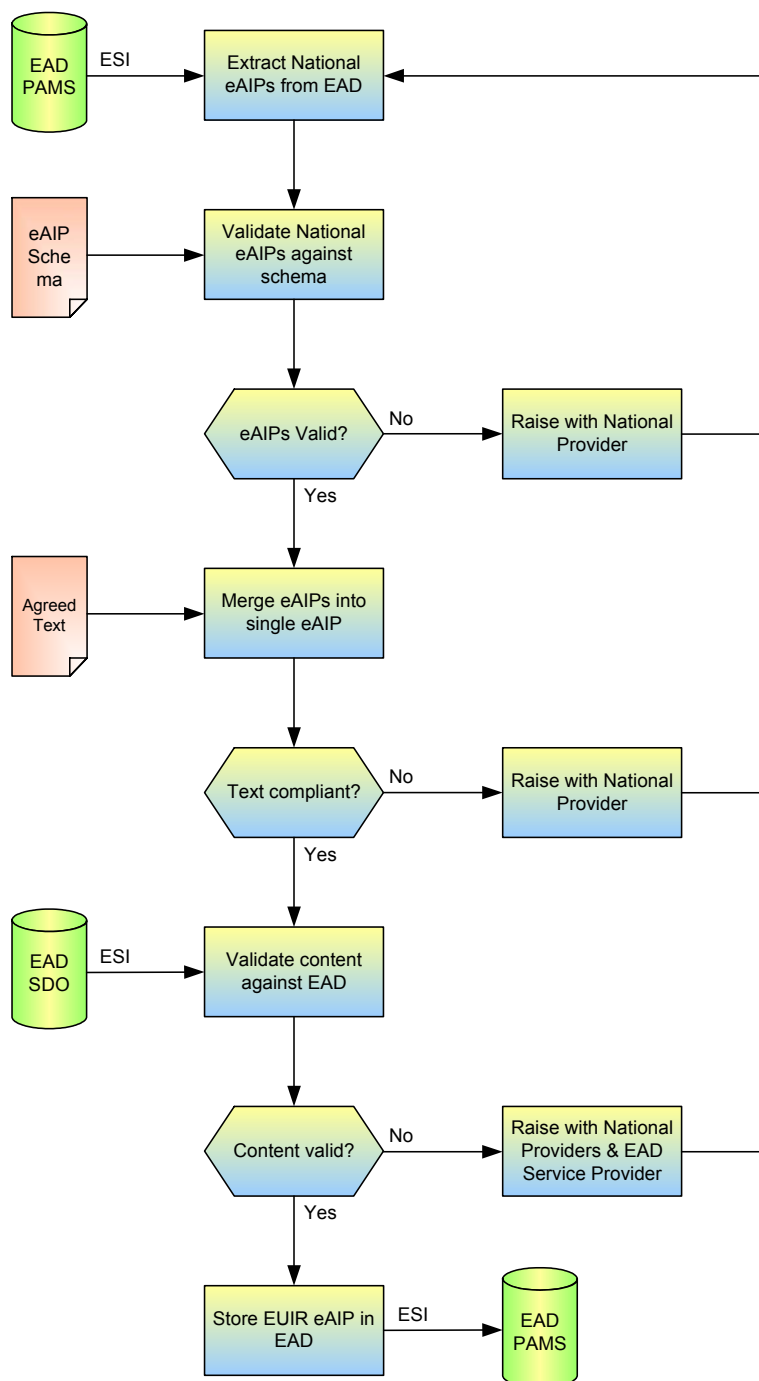 EAD
PAMS
ESI
Extract National
eAIPs from EAD
eAIP
Sche
ma
Validate National
eAIPs against
schema
eAIPs Valid?
No
Raise with National
Provider
Yes
Agreed
Text
Merge eAIPs into
single eAIP
Text compliant?
No
Raise with National
Provider
Yes
EAD
SDO
ESI
Validate content
against EAD
Content valid?
No
Raise with National
Providers & EAD
Service Provider
Yes
Store EUIR eAIP in
EAD
ESI
EAD
PAMS